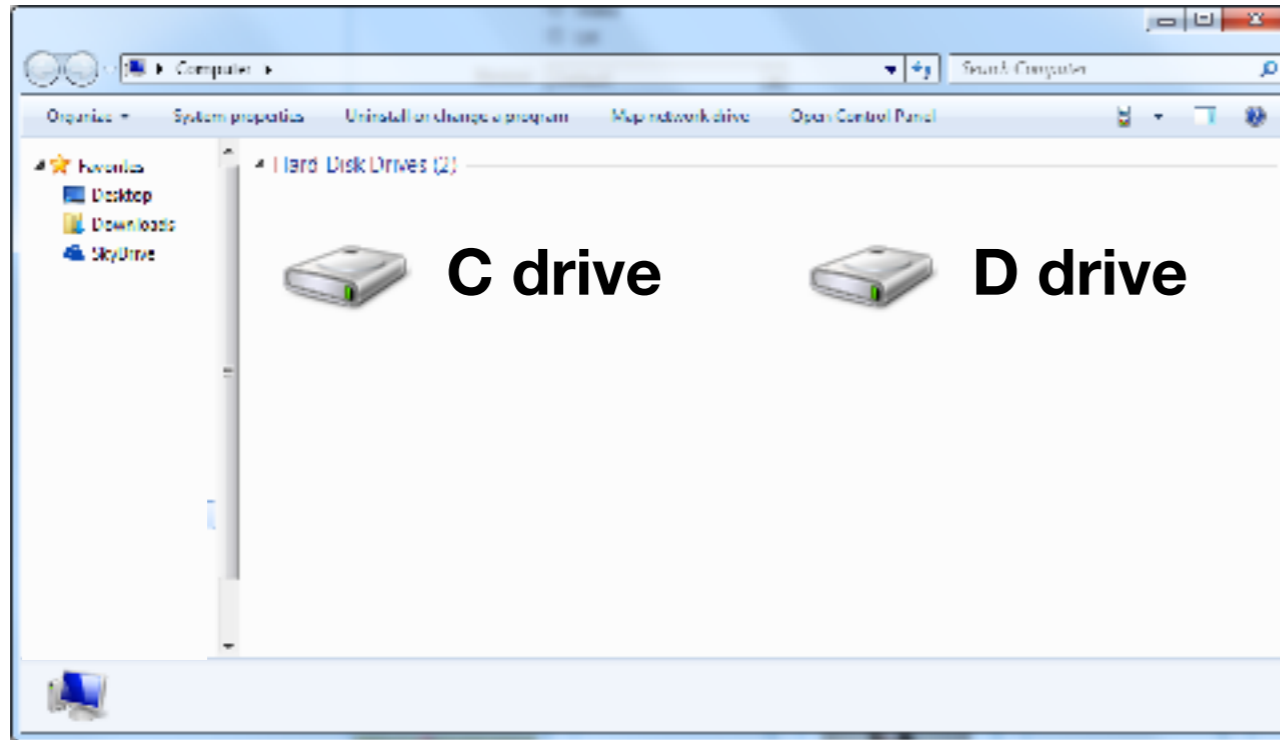 Computer
Search Computer
Organize
System properties
Uninstall or change a program
Map network drive
Open Control Panel
Favorites
Desktop
Downloads
SkyDrive
Hard Disk Drives (2)
C drive
D drive